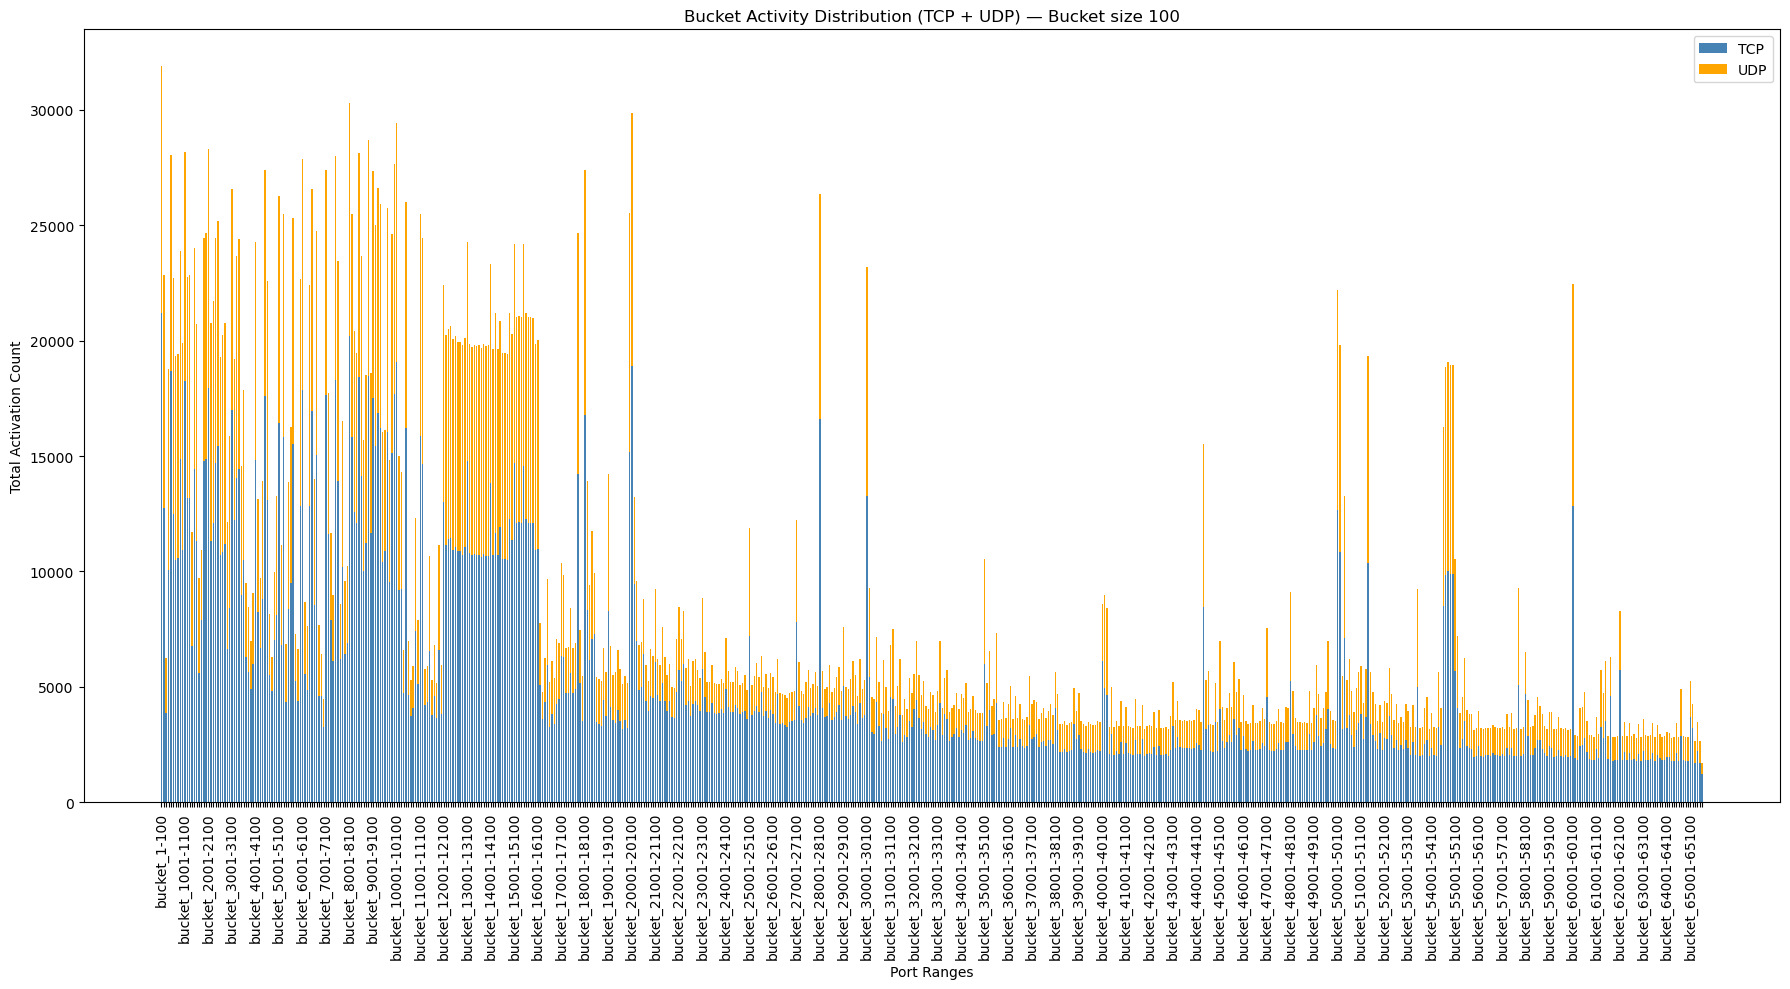 Bucket Activity Distribution (TCP + UDP) — Bucket size 100
TCP
UDP
Total Activation Count
30000
25000
20000
15000
10000
5000
0
bucket_1-100
bucket_1001-1100
bucket_2001-2100
bucket_3001-3100
bucket_4001-4100
bucket_5001-5100
bucket_6001-6100
bucket_7001-7100
bucket_8001-8100
bucket_9001-9100
bucket_10001-10100
bucket_11001-11100
bucket_12001-12100
bucket_13001-13100
bucket_14001-14100
bucket_15001-15100
bucket_16001-16100
bucket_17001-17100
bucket_18001-18100
bucket_19001-19100
bucket_20001-20100
bucket_21001-21100
bucket_22001-22100
bucket_23001-23100
bucket_24001-24100
bucket_25001-25100
bucket_26001-26100
bucket_27001-27100
bucket_28001-28100
bucket_29001-29100
bucket_30001-30100
bucket_31001-31100
bucket_32001-32100
bucket_33001-33100
bucket_34001-34100
bucket_35001-35100
bucket_36001-36100
bucket_37001-37100
bucket_38001-38100
bucket_39001-39100
bucket_40001-40100
bucket_41001-41100
bucket_42001-42100
bucket_43001-43100
bucket_44001-44100
bucket_45001-45100
bucket_46001-46100
bucket_47001-47100
bucket_48001-48100
bucket_49001-49100
bucket_50001-50100
bucket_51001-51100
bucket_52001-52100
bucket_53001-53100
bucket_54001-54100
bucket_55001-55100
bucket_56001-56100
bucket_57001-57100
bucket_58001-58100
bucket_59001-59100
bucket_60001-60100
bucket_61001-61100
bucket_62001-62100
bucket_63001-63100
bucket_64001-64100
bucket_65001-65100
Port Ranges